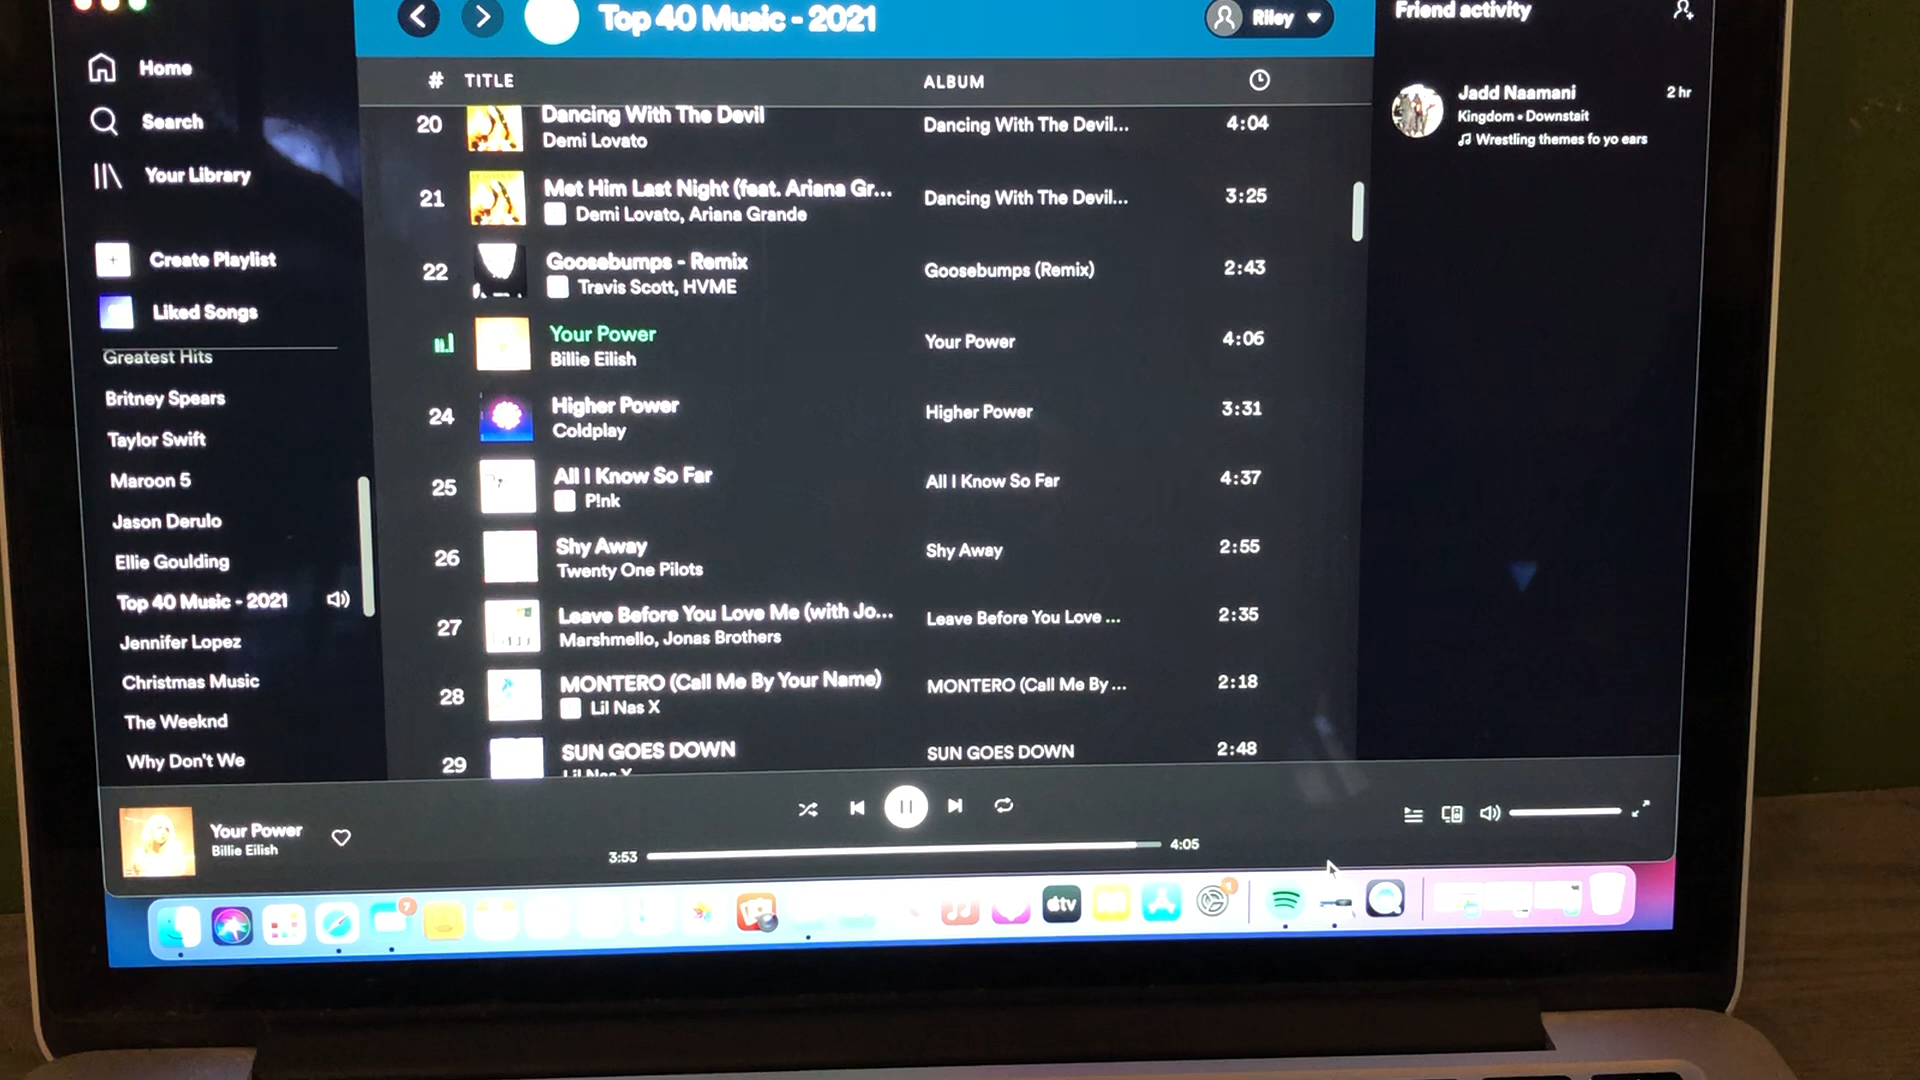 Top 40 Music - 2021
Riley
Friend activity
Home
Search
Your Library
Create Playlist
Liked Songs
Greatest Hits
Britney Spears
Taylor Swift
Maroon 5
Jason Derulo
Ellie Goulding
Top 40 Music - 2021
Jennifer Lopez
Christmas Music
The Weeknd
Why Don't We
# TITLE ALBUM
20 Dancing With The Devil Dancing With The Devil... 4:04
Demi Lovato
21 Met Him Last Night (feat. Ariana Gr... Dancing With The Devil... 3:25
Demi Lovato, Ariana Grande
22 Goosebumps - Remix Goosebumps (Remix) 2:43
Travis Scott, HVME
Your Power Your Power 4:06
Billie Eilish
24 Higher Power Higher Power 3:31
Coldplay
25 All I Know So Far All I Know So Far 4:37
P!nk
26 Shy Away Shy Away 2:55
Twenty One Pilots
27 Leave Before You Love Me (with Jo... Leave Before You Love ... 2:35
Marshmello, Jonas Brothers
28 MONTERO (Call Me By Your Name) MONTERO (Call Me By ... 2:18
Lil Nas X
29 SUN GOES DOWN SUN GOES DOWN 2:48
Lil Nas X
Jadd Naamani 2 hr
Kingdom • Downstait
Wrestling themes fo yo ears
Your Power
Billie Eilish
3:53 4:05
7
tv
1